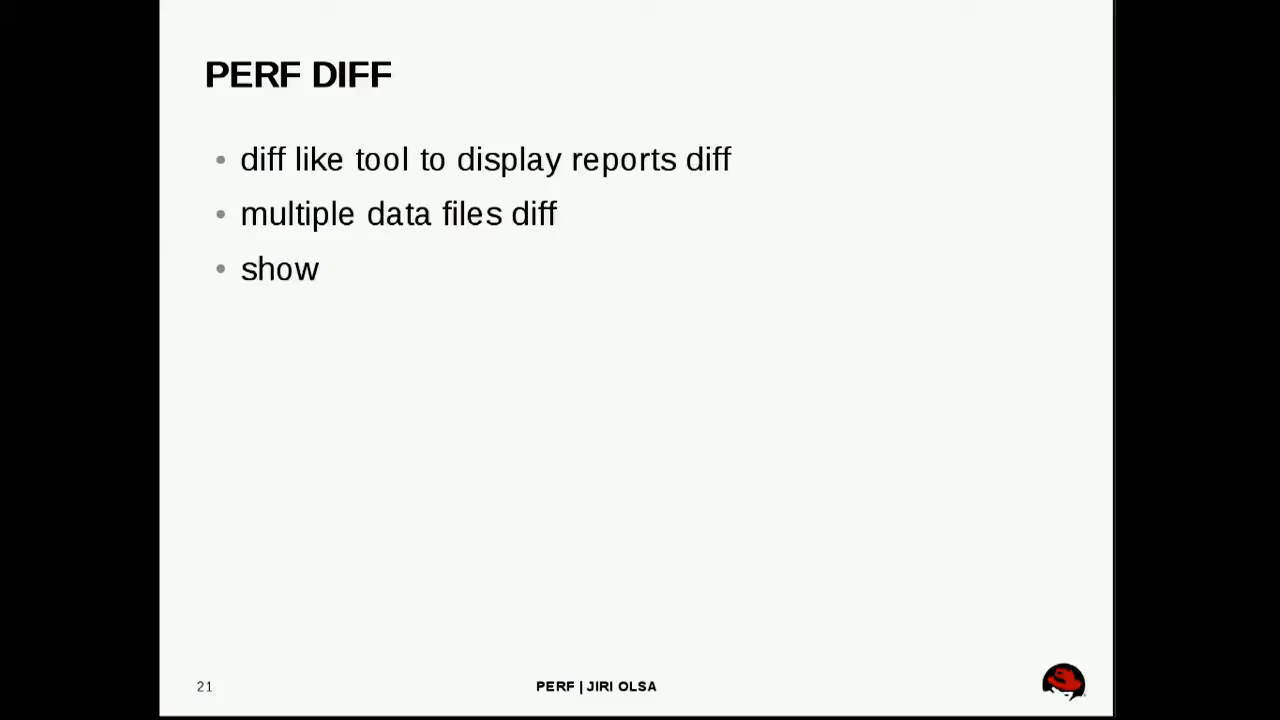 PERF DIFF
diff like tool to display reports diff
multiple data files diff
show
21
PERF | JIRI OLSA